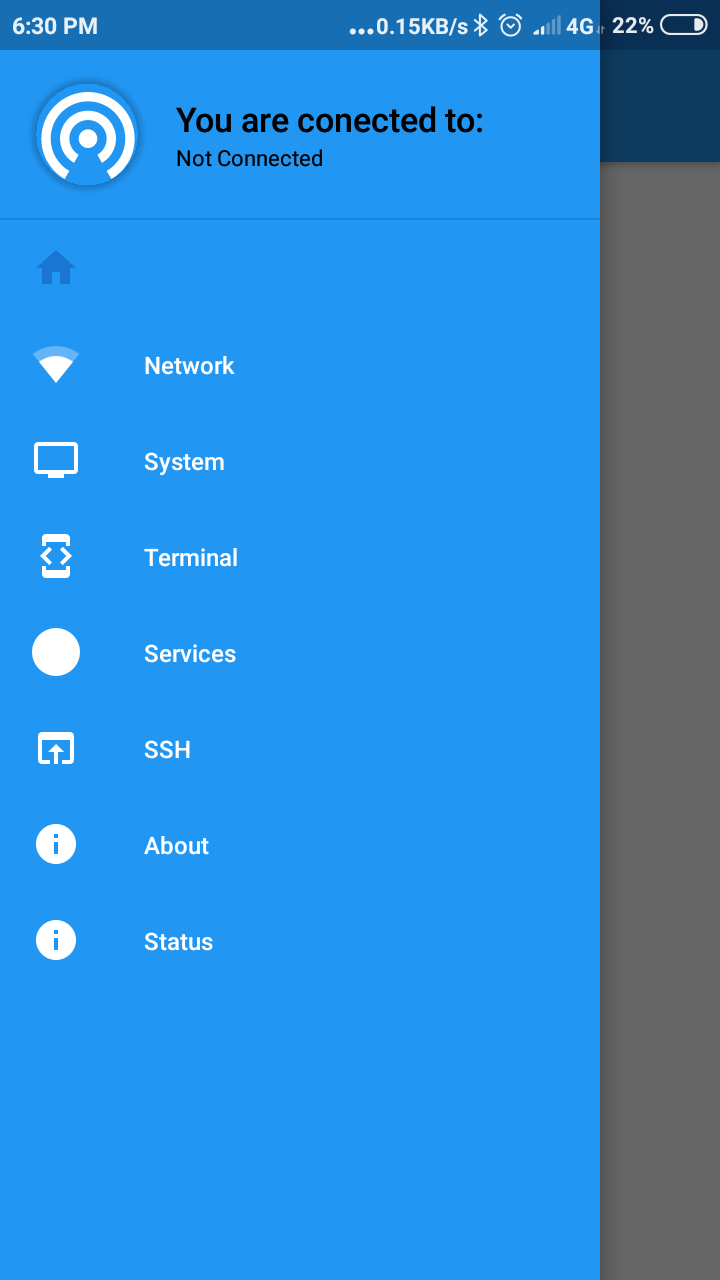 6:30 PM ...0.15KB/s 4G 22%
You are conected to:
Not Connected
Network
System
Terminal
Services
SSH
About
Status